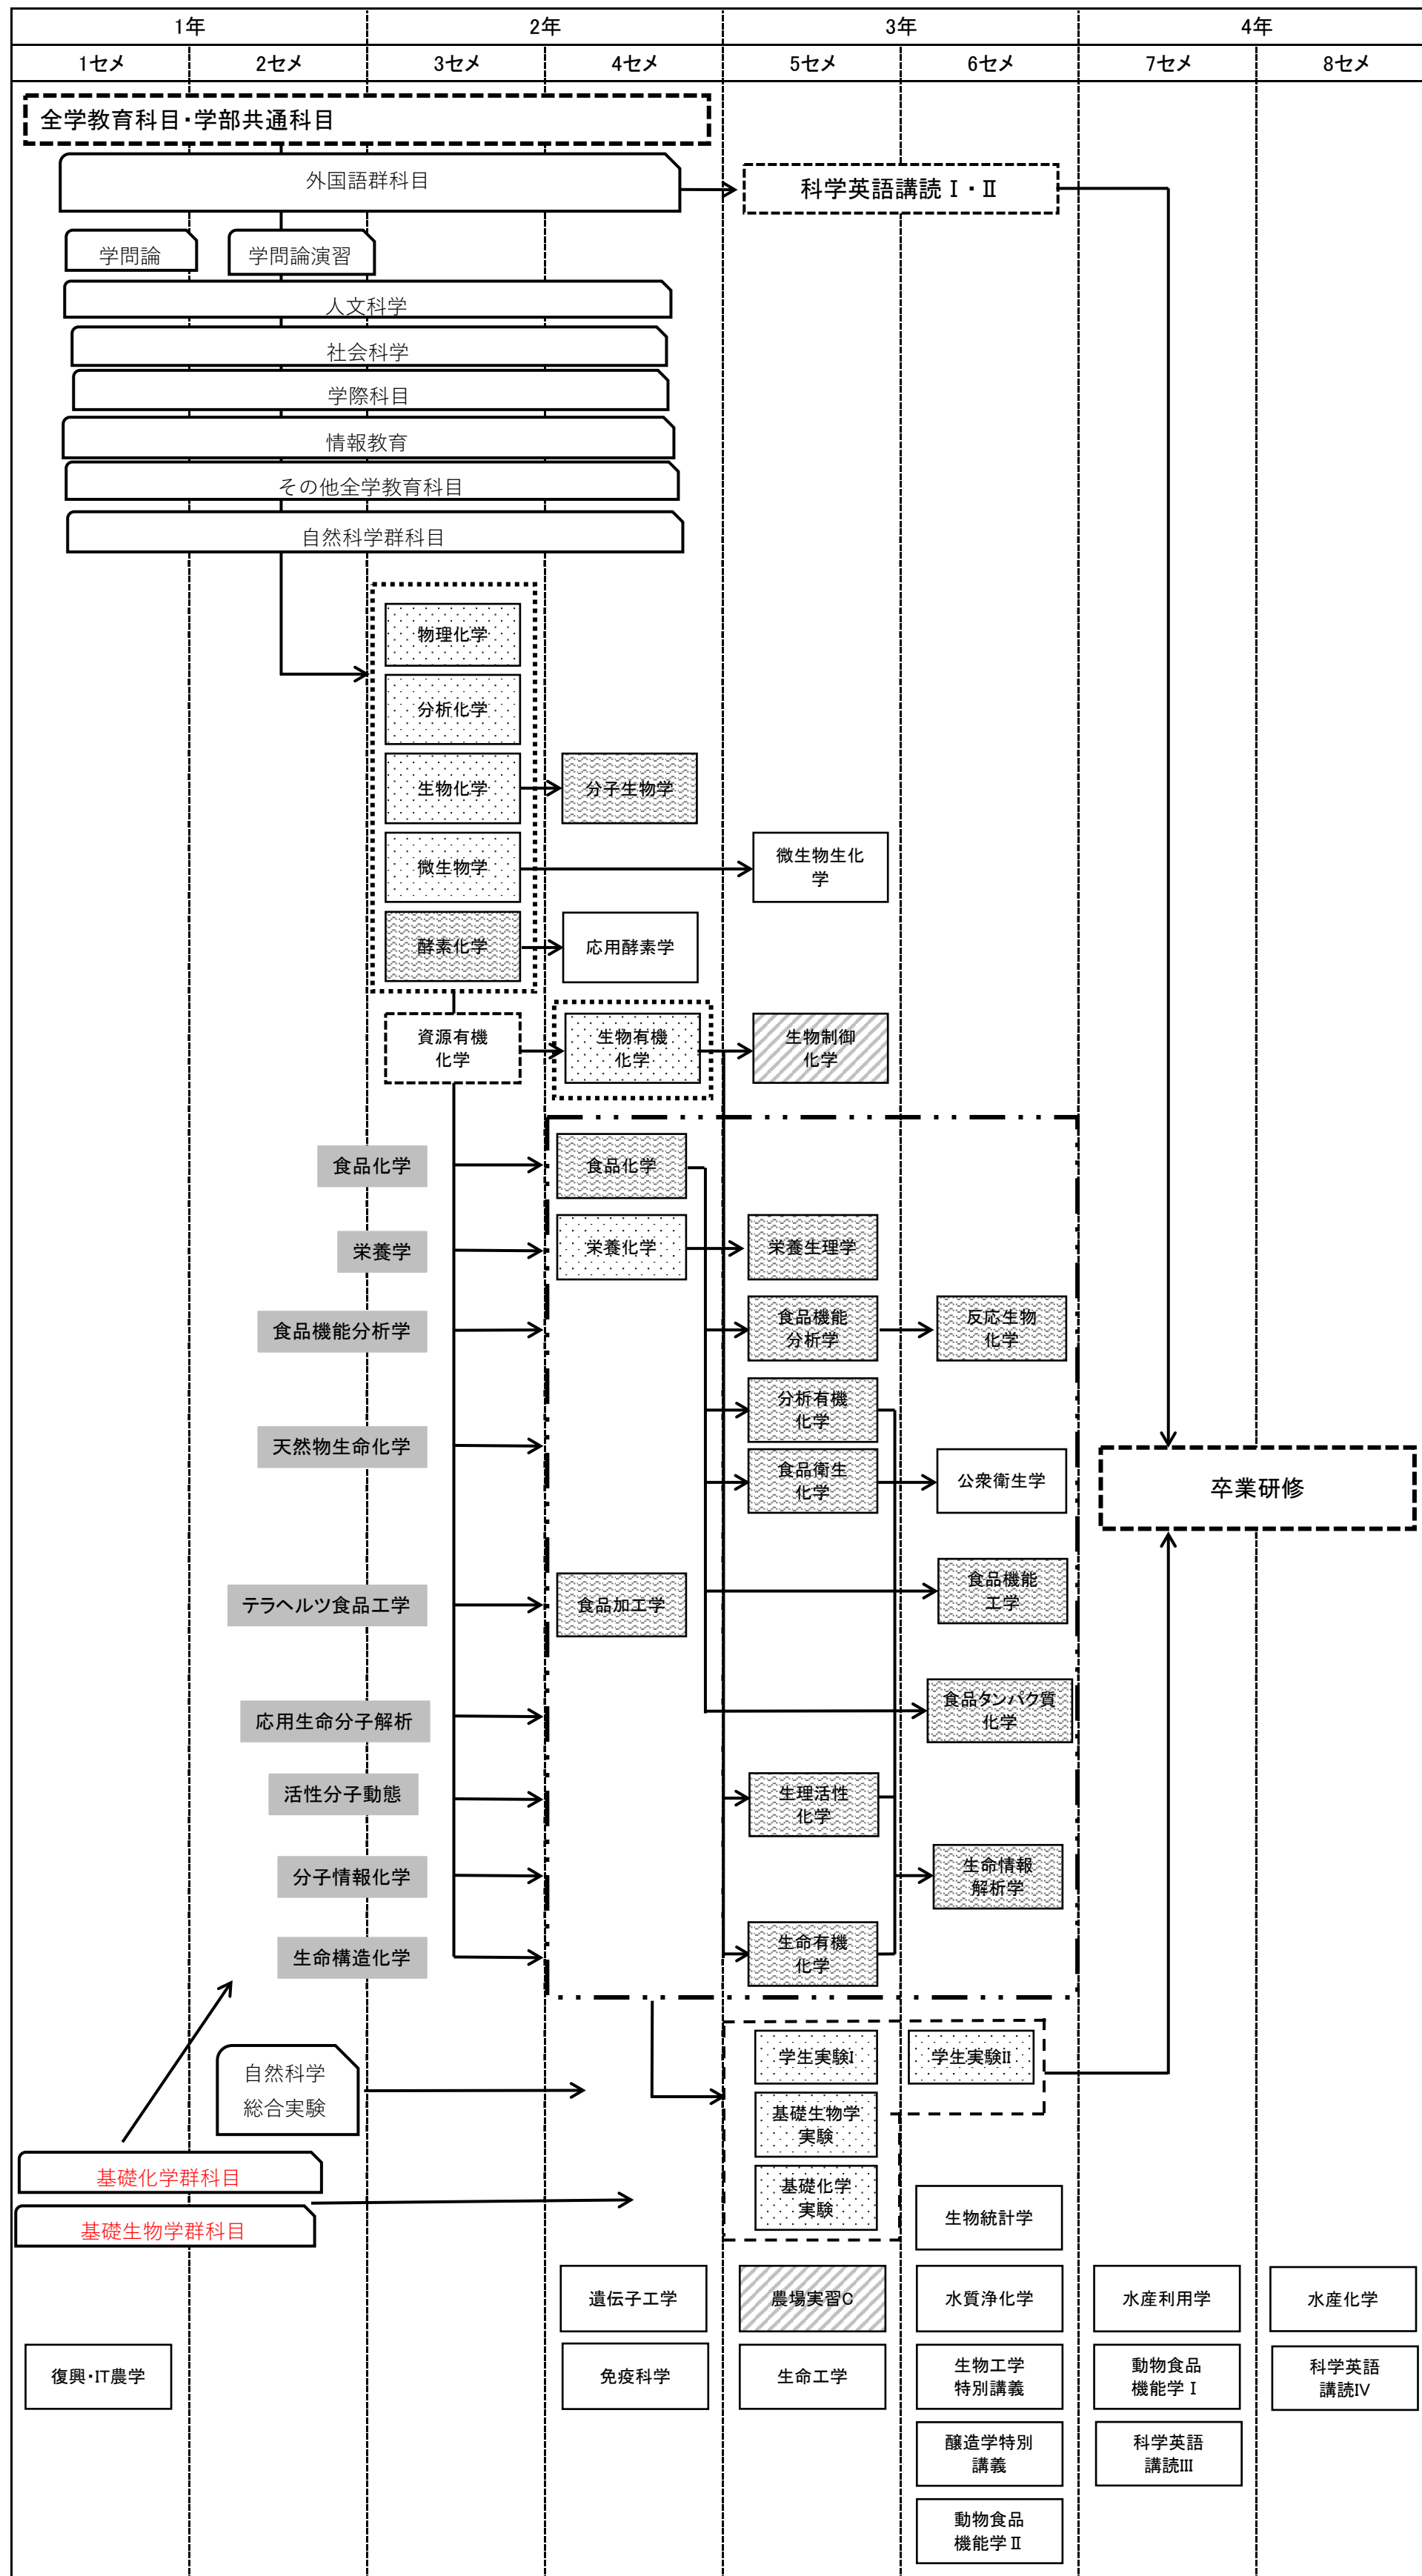 1年
2年
3年
4年
1セメ
2セメ
3セメ
4セメ
5セメ
6セメ
7セメ
8セメ
全学教育科目・学部共通科目
外国語群科目
科学英語講読Ⅰ・Ⅱ
学問論
学問論演習
人文科学
社会科学
学際科目
情報教育
その他全学教育科目
自然科学群科目
物理化学
分析化学
生物化学
分子生物学
微生物学
微生物生化
学
酵素化学
応用酵素学
資源有機
化学
生物有機
化学
生物制御
化学
食品化学
食品化学
栄養学
栄養化学
栄養生理学
食品機能分析学
食品機能
分析学
反応生物
化学
天然物生命化学
分析有機
化学
食品衛生
化学
公衆衛生学
卒業研修
テラヘルツ食品工学
食品加工学
食品機能
工学
応用生命分子解析
食品タンパク質
化学
活性分子動態
生理活性
化学
分子情報化学
生命情報
解析学
生命構造化学
生命有機
化学
自然科学
総合実験
学生実験I
学生実験II
基礎生物学
実験
基礎化学群科目
基礎化学
実験
基礎生物学群科目
生物統計学
遺伝子工学
農場実習C
水質浄化学
水産利用学
水産化学
復興・IT農学
免疫科学
生命工学
生物工学
特別講義
動物食品
機能学Ⅰ
科学英語
講読IV
醸造学特別
講義
科学英語
講読III
動物食品
機能学Ⅱ